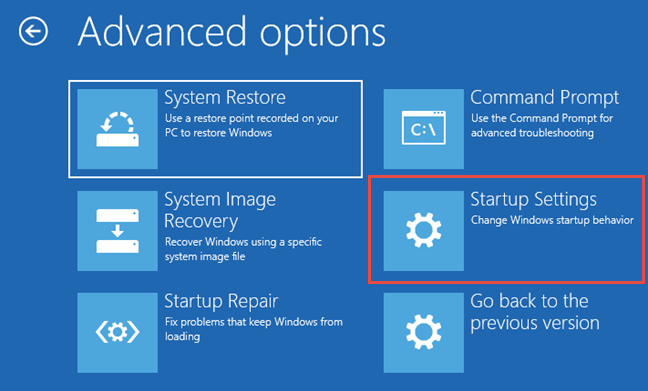 Advanced options
System Restore
Use a restore point recorded on your
PC to restore Windows
Command Prompt
Use the Command Prompt for
advanced troubleshooting
C:\
System Image
Recovery
Recover Windows using a specific
system image file
Startup Settings
Change Windows startup behavior
Startup Repair
Fix problems that keep Windows from
loading
Go back to the
previous version